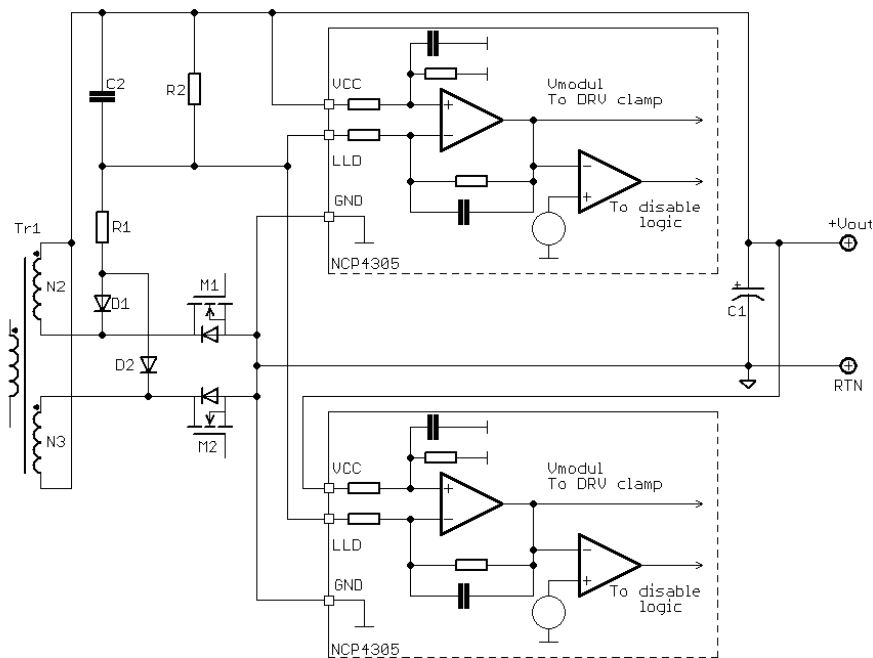 C2
R2
VCC
LLD
GND
NCP4305
+
−
Vmodul
To DRV clamp
−
+
To disable
logic
Tr1
R1
N2
D1
M1
D2
N3
M2
+Vout
+
C1
RTN
VCC
LLD
GND
NCP4305
+
−
Vmodul
To DRV clamp
−
+
To disable
logic